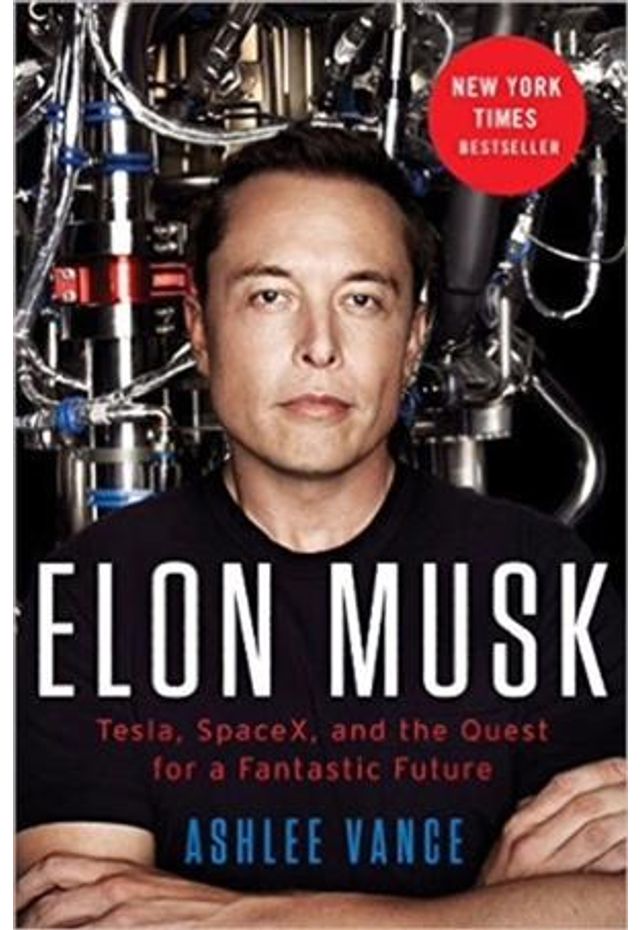 NEW YORK
TIMES
BESTSELLER
ELON MUSK
Tesla, SpaceX, and the Quest
for a Fantastic Future
ASHLEE VANCE